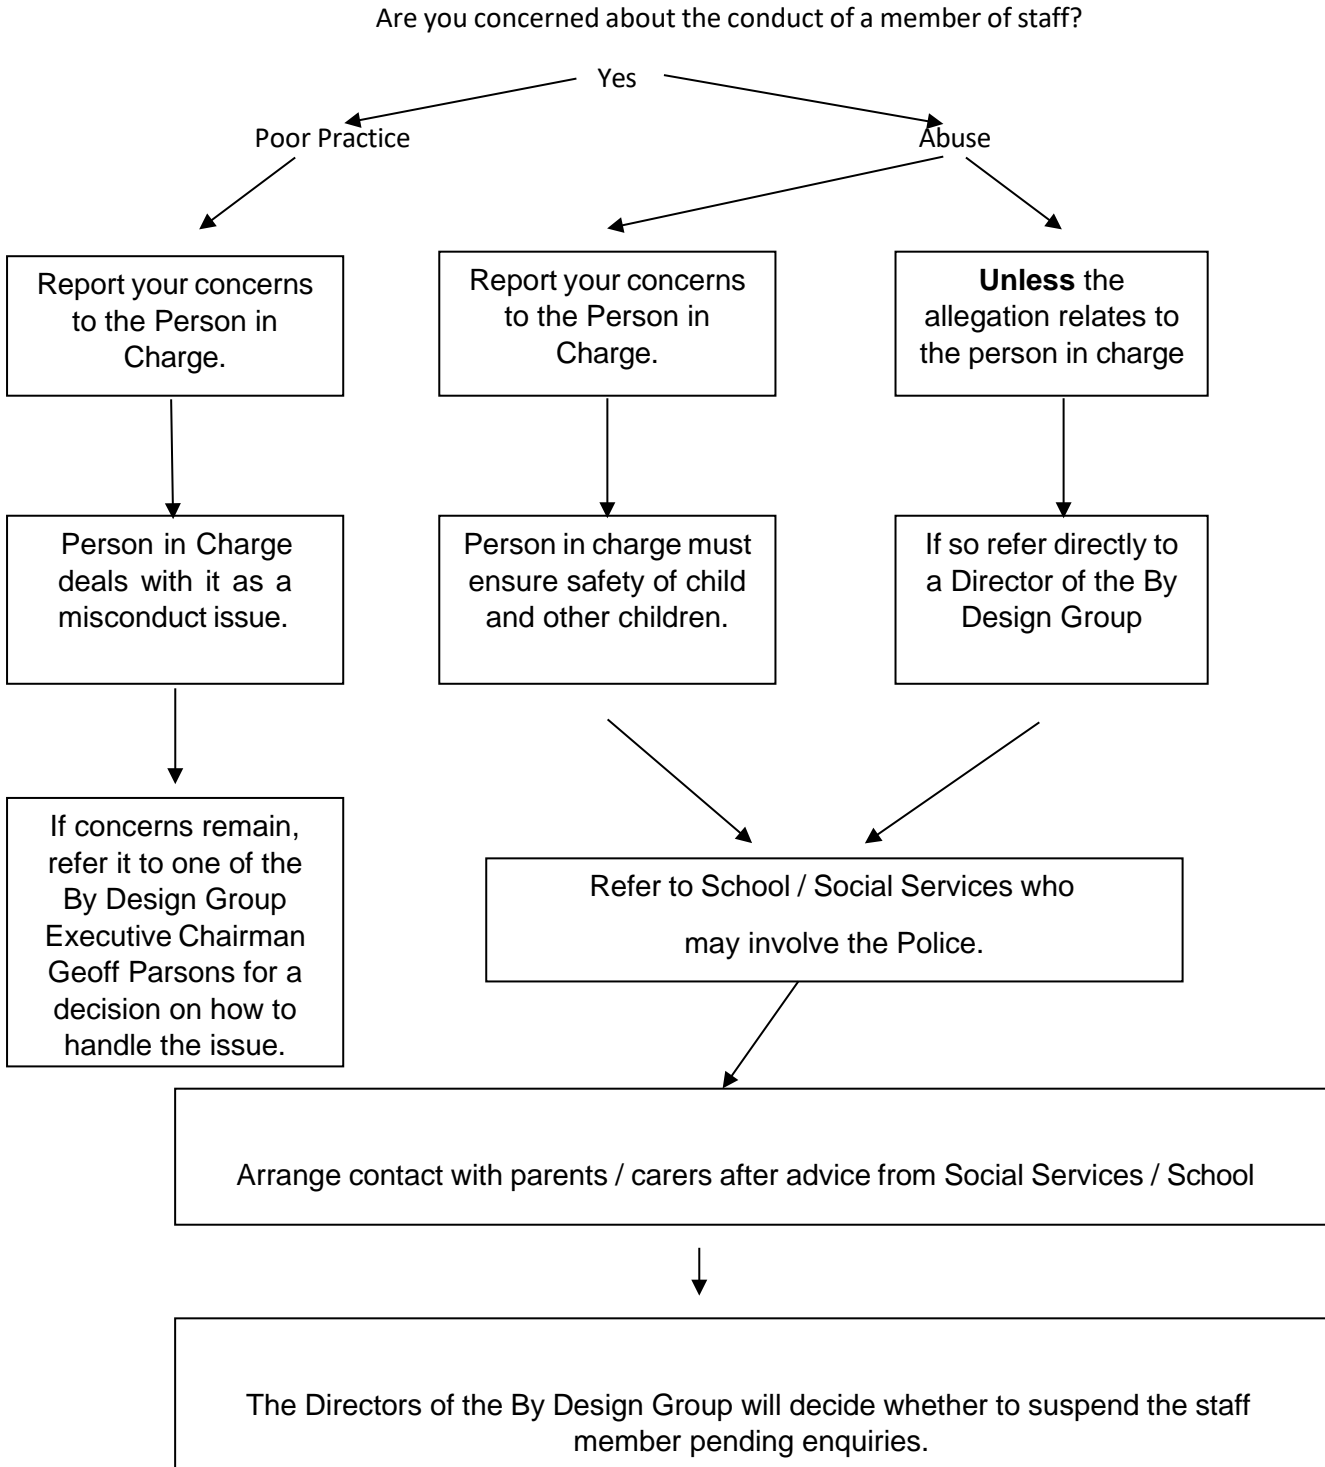 Are you concerned about the conduct of a member of staff?
Yes
Poor Practice
Abuse
Report your concerns
to the Person in
Charge.
Report your concerns
to the Person in
Charge.
Unless the
allegation relates to
the person in charge
Person in Charge
deals with it as a
misconduct issue.
Person in charge must
ensure safety of child
and other children.
If so refer directly to
a Director of the By
Design Group
If concerns remain,
refer it to one of the
By Design Group
Executive Chairman
Geoff Parsons for a
decision on how to
handle the issue.
Refer to School / Social Services who
may involve the Police.
Arrange contact with parents / carers after advice from Social Services / School
The Directors of the By Design Group will decide whether to suspend the staff
member pending enquiries.